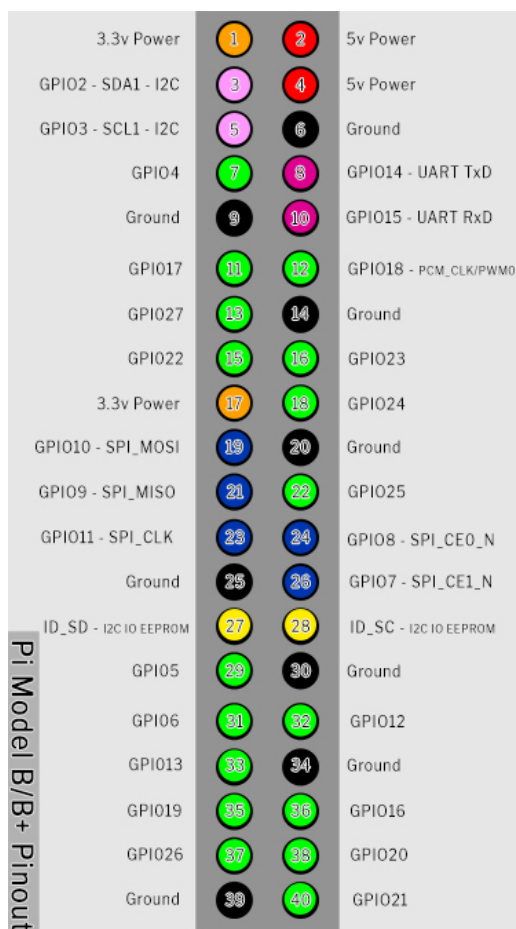 3.3v Power 1 2 5v Power
GPIO2 - SDA1 - I2C 3 4 5v Power
GPIO3 - SCL1 - I2C 5 6 Ground
GPIO4 7 8 GPIO14 - UART TxD
Ground 9 10 GPIO15 - UART RxD
GPIO17 11 12 GPIO18 - PCM_CLK/PWM0
GPIO27 13 14 Ground
GPIO22 15 16 GPIO23
3.3v Power 17 18 GPIO24
GPIO10 - SPI_MOSI 19 20 Ground
GPIO9 - SPI_MISO 21 22 GPIO25
GPIO11 - SPI_CLK 23 24 GPIO8 - SPI_CE0_N
Ground 25 26 GPIO7 - SPI_CE1_N
ID_SD - I2C IO EEPROM 27 28 ID_SC - I2C IO EEPROM
GPIO5 29 30 Ground
GPIO6 31 32 GPIO12
GPIO13 33 34 Ground
GPIO19 35 36 GPIO16
GPIO26 37 38 GPIO20
Ground 39 40 GPIO21
Pi Model B/B+ Pinout